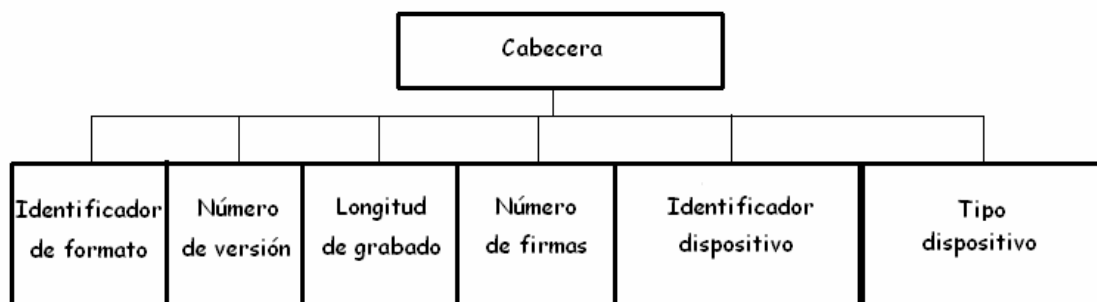 Cabecera
Identificador
de formato
Número
de versión
Longitud
de grabado
Número
de firmas
Identificador
dispositivo
Tipo
dispositivo